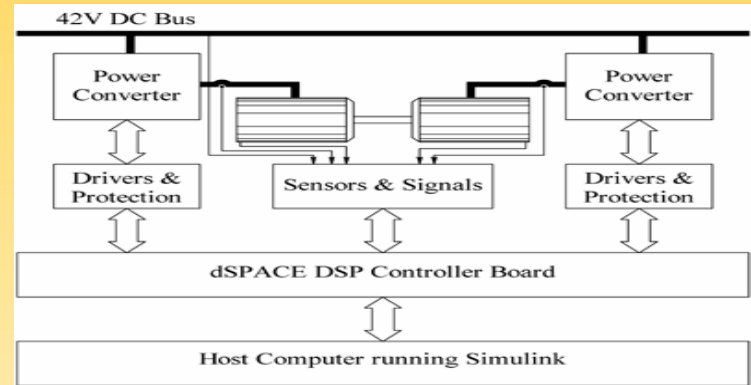 42V DC Bus
Power
Converter
Power
Converter
Drivers &
Protection
Sensors & Signals
Drivers &
Protection
dSPACE DSP Controller Board
Host Computer running Simulink